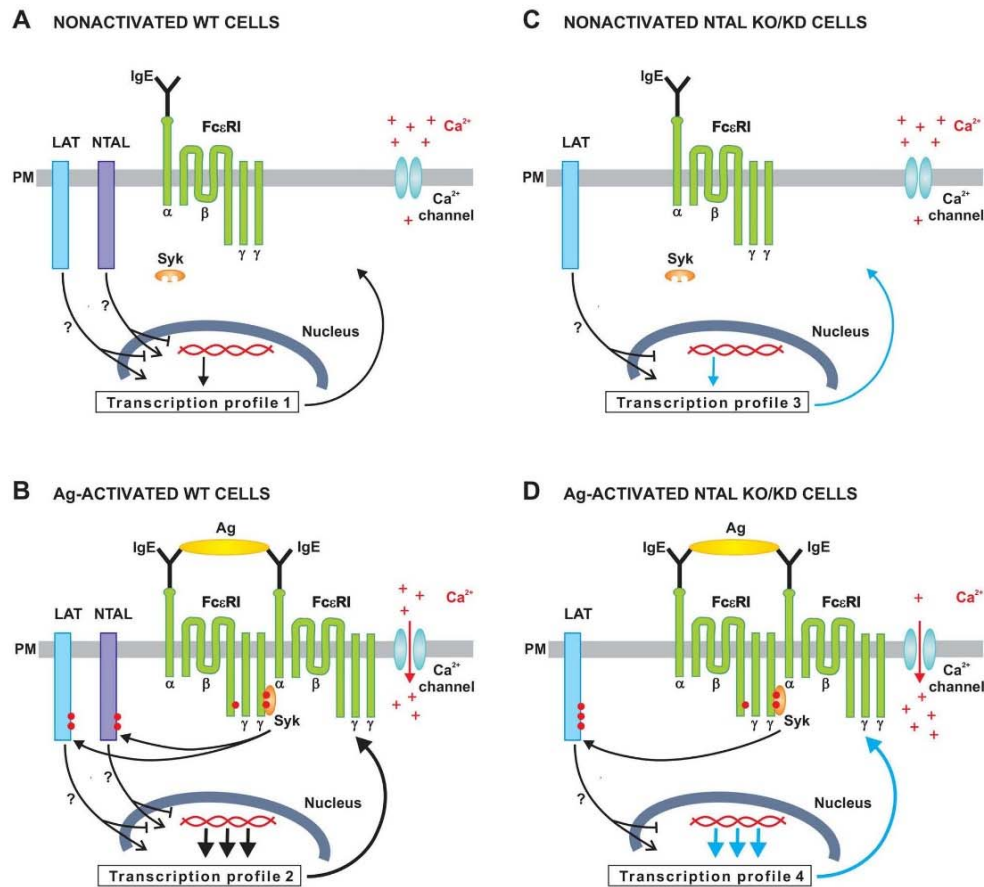 A NONACTIVATED WT CELLS
IgE
FcεRI
LAT NTAL
Ca²⁺
PM
Ca²⁺
channel
α
β
γ γ
Syk
?
?
Nucleus
Transcription profile 1
C NONACTIVATED NTAL KO/KD CELLS
IgE
FcεRI
LAT
Ca²⁺
PM
Ca²⁺
channel
α
β
γ γ
Syk
?
Nucleus
Transcription profile 3
B Ag-ACTIVATED WT CELLS
Ag
IgE
IgE
FcεRI
FcεRI
LAT NTAL
Ca²⁺
PM
Ca²⁺
channel
α
β
α
β
γ γ
γ γ
Syk
?
?
Nucleus
Transcription profile 2
D Ag-ACTIVATED NTAL KO/KD CELLS
Ag
IgE
IgE
FcεRI
FcεRI
LAT
Ca²⁺
PM
Ca²⁺
channel
α
β
α
β
γ γ
γ γ
Syk
?
Nucleus
Transcription profile 4